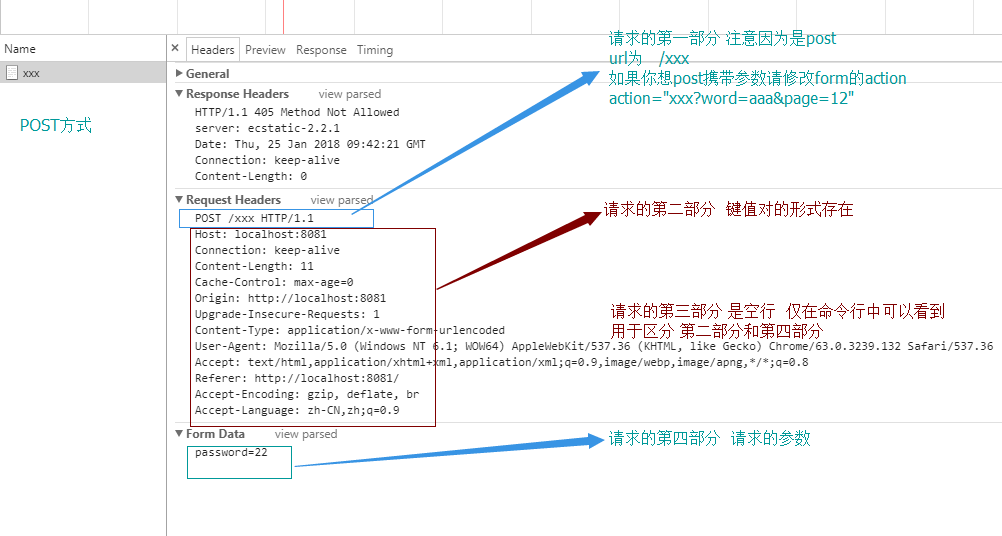 Name
× Headers Preview Response Timing
xxx
General
Response Headers view parsed
HTTP/1.1 405 Method Not Allowed
server: ecstatic-2.2.1
Date: Thu, 25 Jan 2018 09:42:21 GMT
Connection: keep-alive
Content-Length: 0
POST方式
请求的第一部分 注意因为是post
url为 /xxx
如果你想post携带参数请修改form的action
action="xxx?word=aaa&page=12"
Request Headers view parsed
POST /xxx HTTP/1.1
Host: localhost:8081
Connection: keep-alive
Content-Length: 11
Cache-Control: max-age=0
Origin: http://localhost:8081
Upgrade-Insecure-Requests: 1
Content-Type: application/x-www-form-urlencoded
User-Agent: Mozilla/5.0 (Windows NT 6.1; WOW64) AppleWebKit/537.36 (KHTML, like Gecko) Chrome/63.0.3239.132 Safari/537.36
Accept: text/html,application/xhtml+xml,application/xml;q=0.9,image/webp,image/apng,*/*;q=0.8
Referer: http://localhost:8081/
Accept-Encoding: gzip, deflate, br
Accept-Language: zh-CN,zh;q=0.9
请求的第二部分 键值对的形式存在
请求的第三部分 是空行 仅在命令行中可以看到
用于区分 第二部分和第四部分
Form Data view parsed
password=22
请求的第四部分 请求的参数